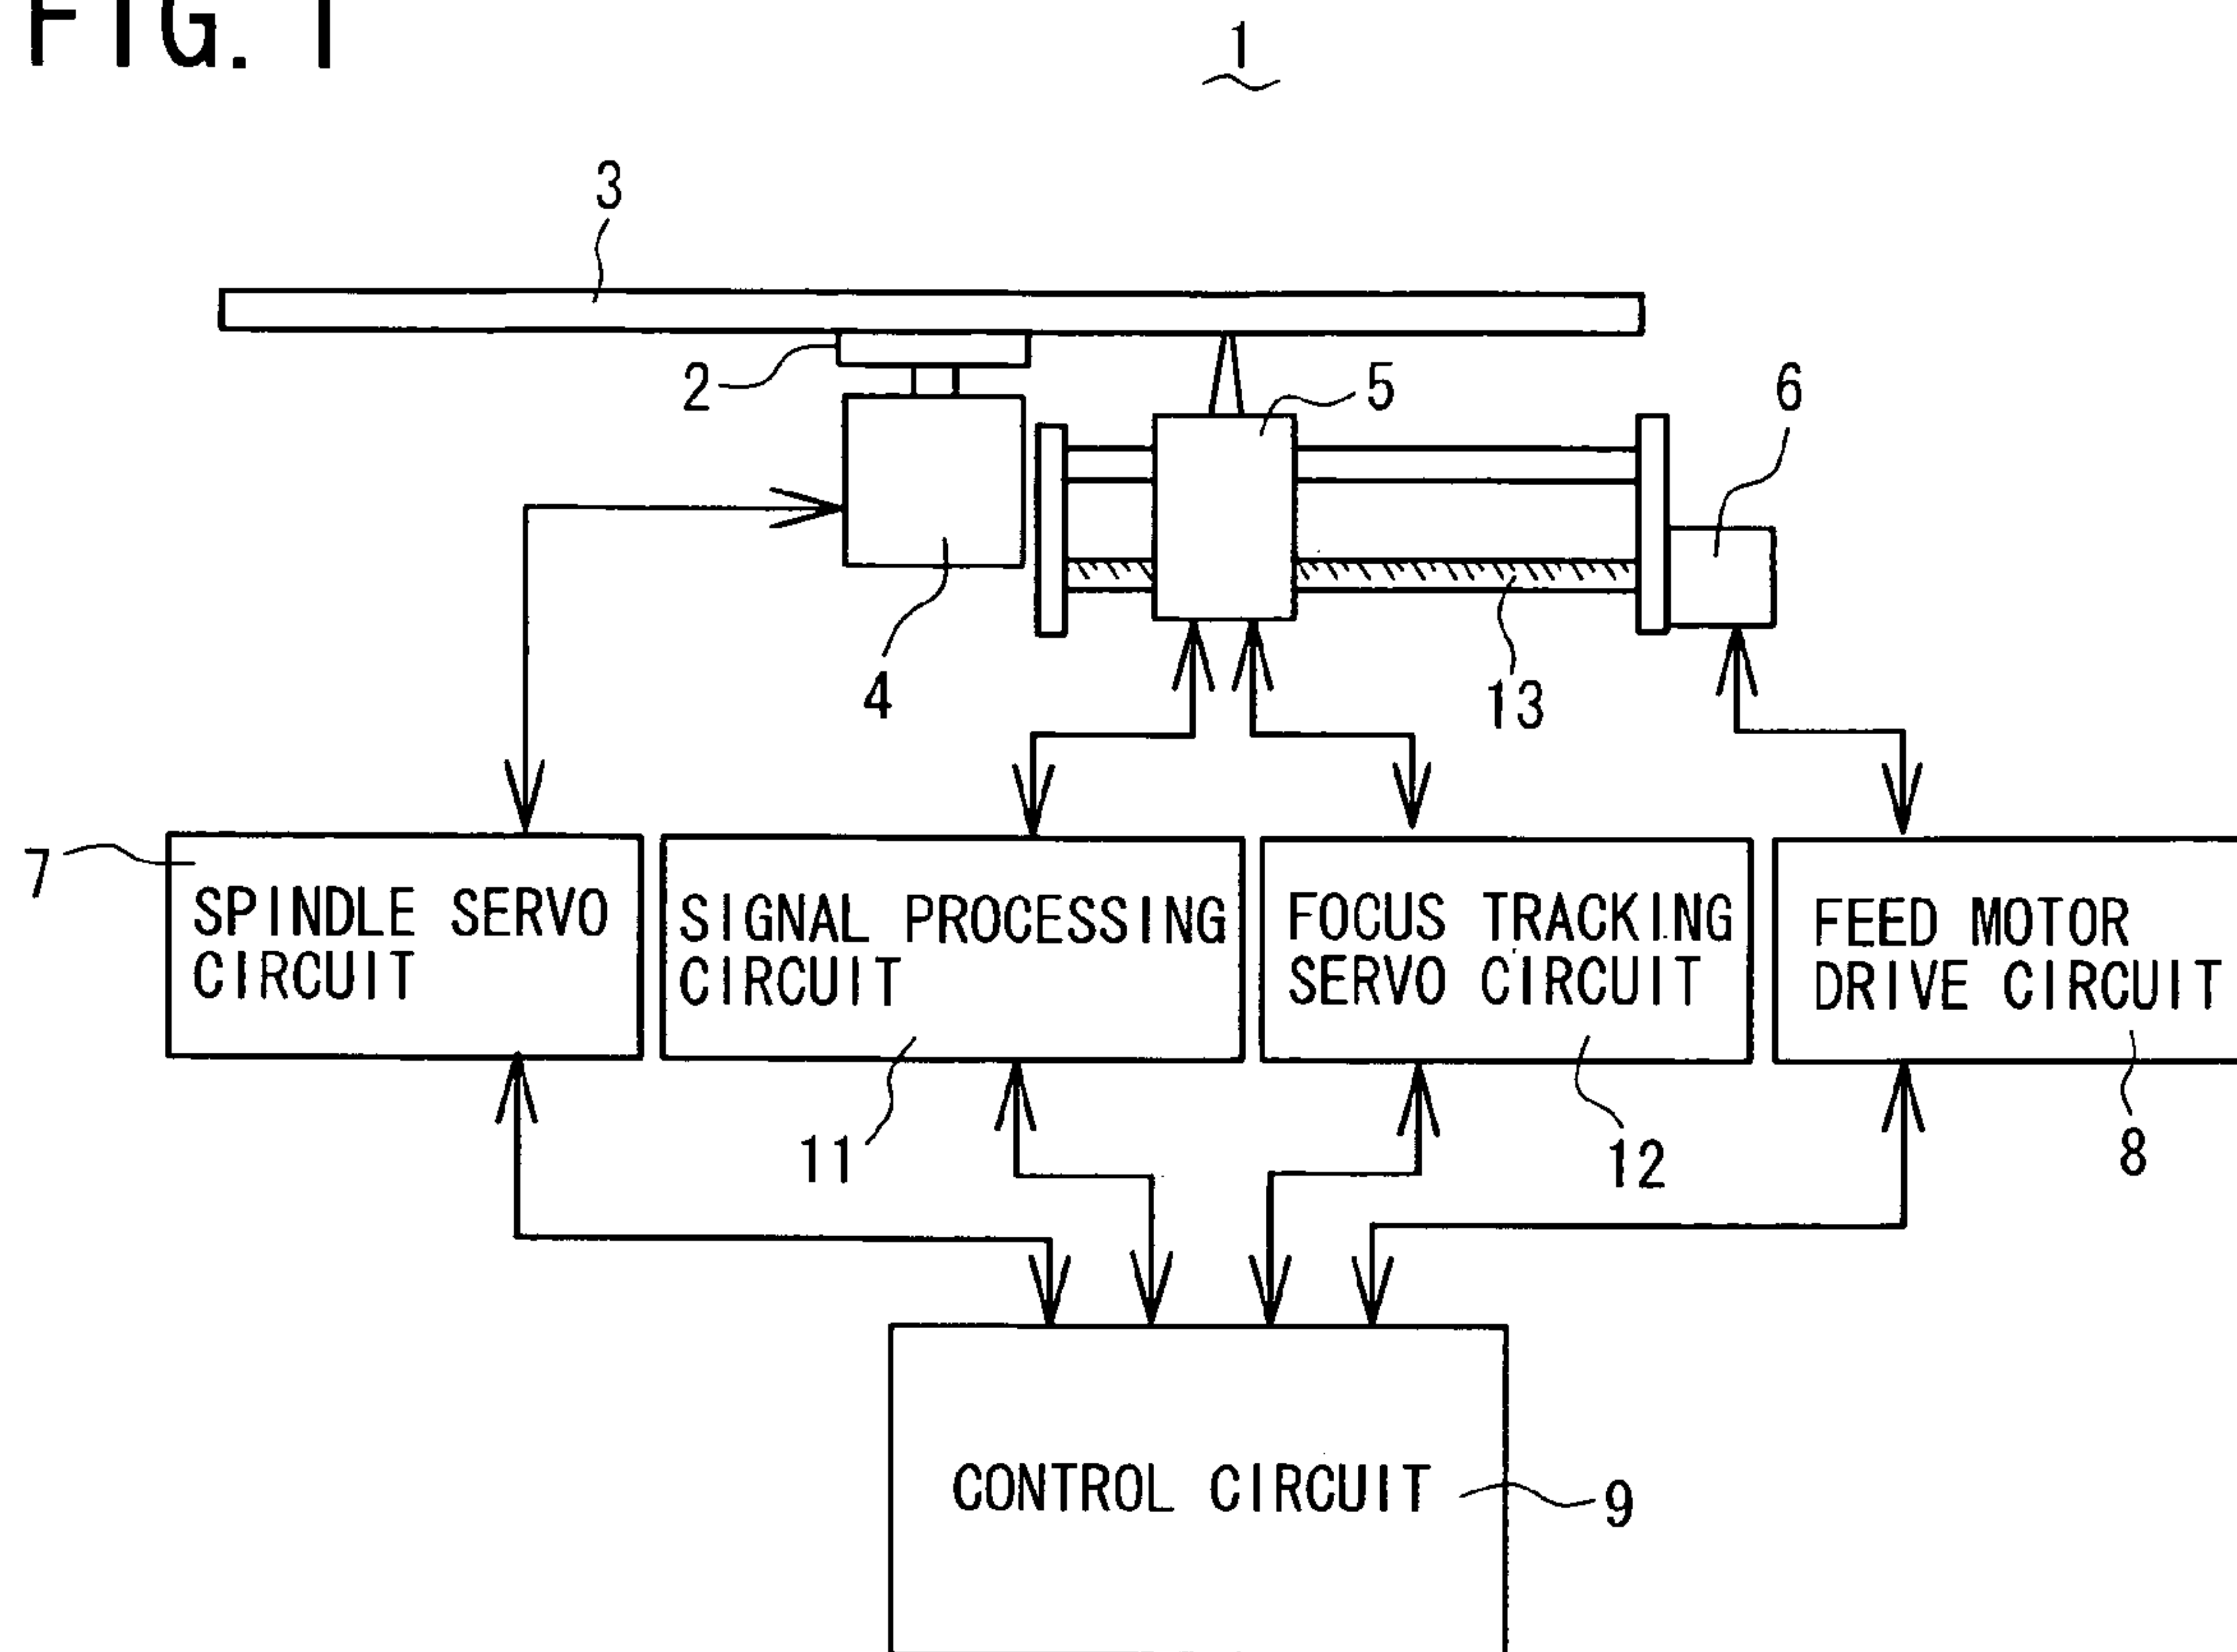 FIG. 1
1
3
2
5
6
4
13
7
SPINDLE SERVO
CIRCUIT
SIGNAL PROCESSING
CIRCUIT
FOCUS TRACKING
SERVO CIRCUIT
FEED MOTOR
DRIVE CIRCUIT
11
12
8
CONTROL CIRCUIT
9